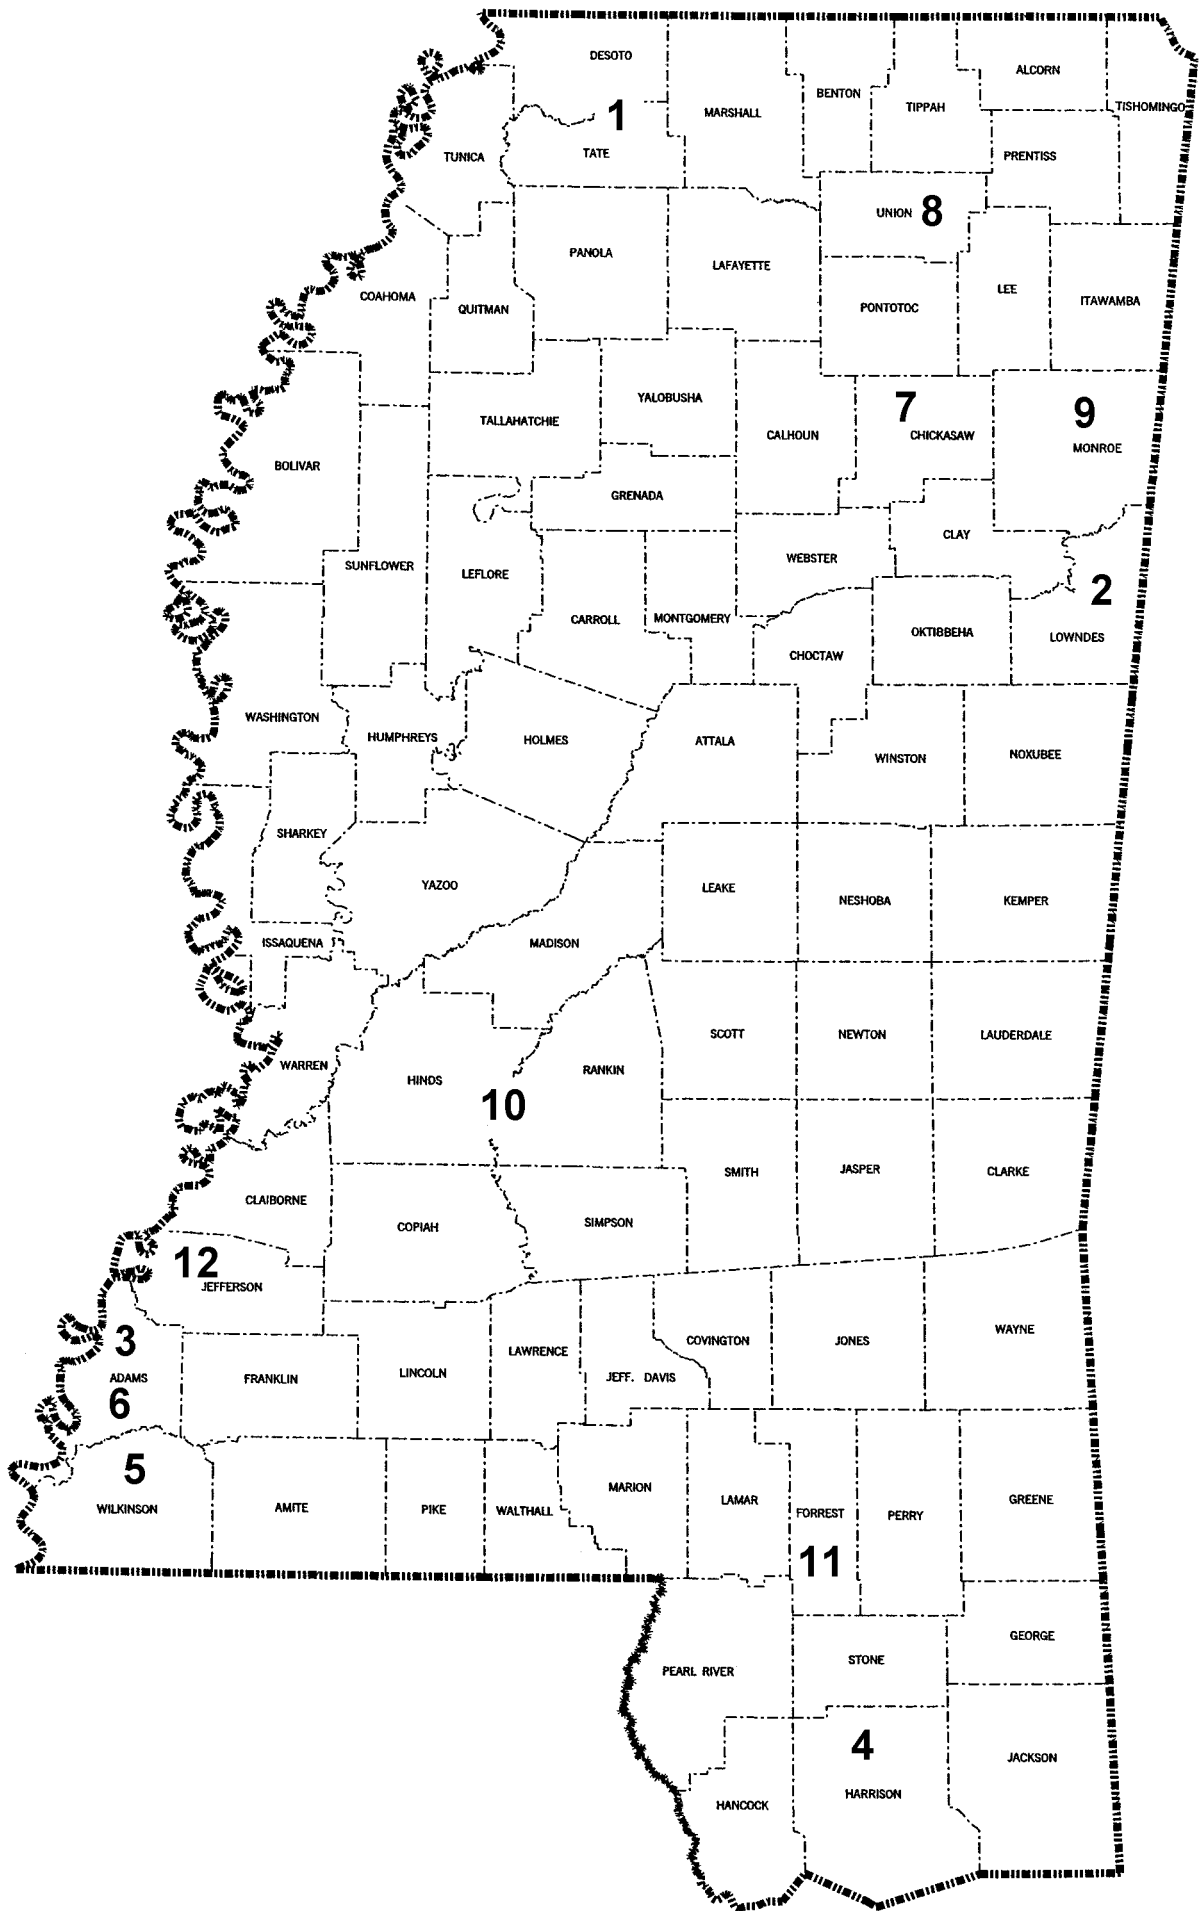 DESOTO
ALCORN
BENTON
TIPPAH
TISHOMINGO
MARSHALL
1
TUNICA
TATE
PRENTISS
UNION 8
PANOLA
LAFAYETTE
COAHOMA
QUITMAN
PONTOTOC
LEE
ITAWAMBA
YALOBUSHA
7
9
TALLAHATCHIE
CALHOUN
CHICKASAW
MONROE
BOLIVAR
GRENADA
CLAY
SUNFLOWER
LEFLORE
WEBSTER
2
CARROLL
MONTGOMERY
OKTIBBEHA
LOWNDES
CHOCTAW
WASHINGTON
HUMPHREYS
HOLMES
ATTALA
WINSTON
NOXUBEE
SHARKEY
YAZOO
LEAKE
NESHOBA
KEMPER
ISSAQUENA
MADISON
SCOTT
NEWTON
LAUDERDALE
WARREN
HINDS
RANKIN
10
SMITH
JASPER
CLARKE
CLAIBORNE
COPIAH
SIMPSON
12
JEFFERSON
3
ADAMS
6
FRANKLIN
LINCOLN
LAWRENCE
JEFF. DAVIS
COVINGTON
JONES
WAYNE
5
WILKINSON
AMITE
PIKE
WALTHALL
MARION
LAMAR
FORREST
PERRY
GREENE
11
GEORGE
PEARL RIVER
STONE
4
JACKSON
HANCOCK
HARRISON